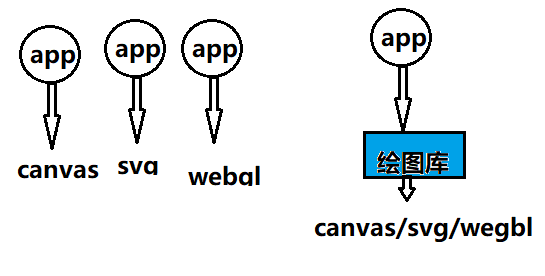 app app app app
绘图库
canvas svg webgl
canvas/svg/wegbl